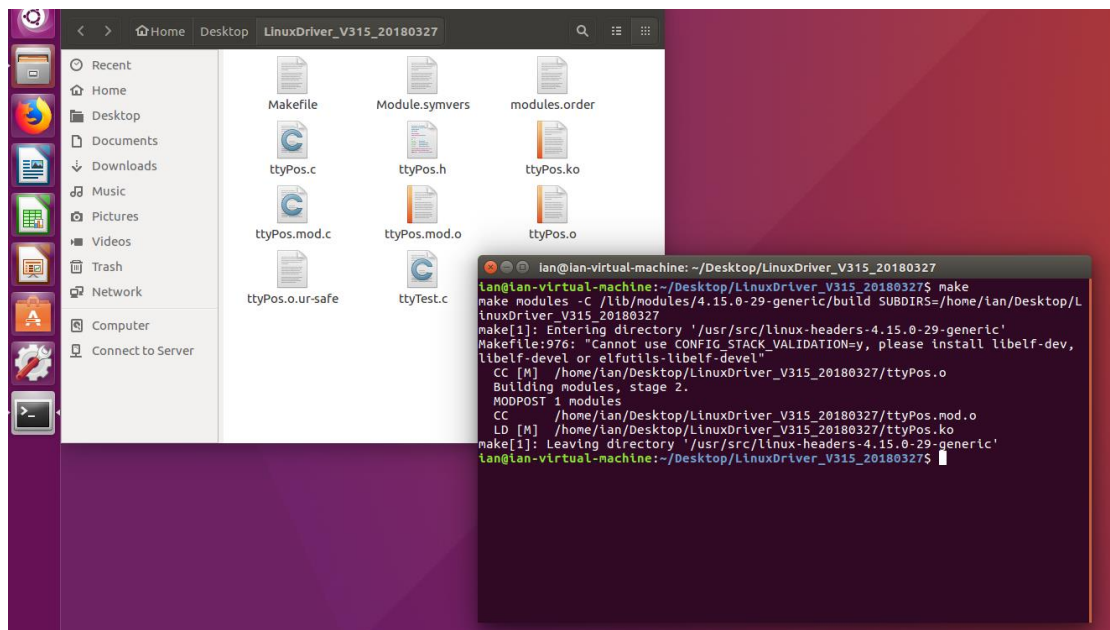 Home Desktop LinuxDriver_V315_20180327
Recent
Home
Desktop
Documents
Downloads
Music
Pictures
Videos
Trash
Network
Computer
Connect to Server
Makefile Module.symvers modules.order
ttyPos.c ttyPos.h ttyPos.ko
ttyPos.mod.c ttyPos.mod.o ttyPos.o
ttyPos.o.ur-safe ttyTest.c
ian@ian-virtual-machine: ~/Desktop/LinuxDriver_V315_20180327
ian@ian-virtual-machine:~/Desktop/LinuxDriver_V315_20180327$ make
make modules -C /lib/modules/4.15.0-29-generic/build SUBDIRS=/home/ian/Desktop/L
inuxDriver_V315_20180327
make[1]: Entering directory '/usr/src/linux-headers-4.15.0-29-generic'
Makefile:976: "Cannot use CONFIG_STACK_VALIDATION=y, please install libelf-dev,
libelf-devel or elfutils-libelf-devel"
CC [M] /home/ian/Desktop/LinuxDriver_V315_20180327/ttyPos.o
Building modules, stage 2.
MODPOST 1 modules
CC /home/ian/Desktop/LinuxDriver_V315_20180327/ttyPos.mod.o
LD [M] /home/ian/Desktop/LinuxDriver_V315_20180327/ttyPos.ko
make[1]: Leaving directory '/usr/src/linux-headers-4.15.0-29-generic'
ian@ian-virtual-machine:~/Desktop/LinuxDriver_V315_20180327$